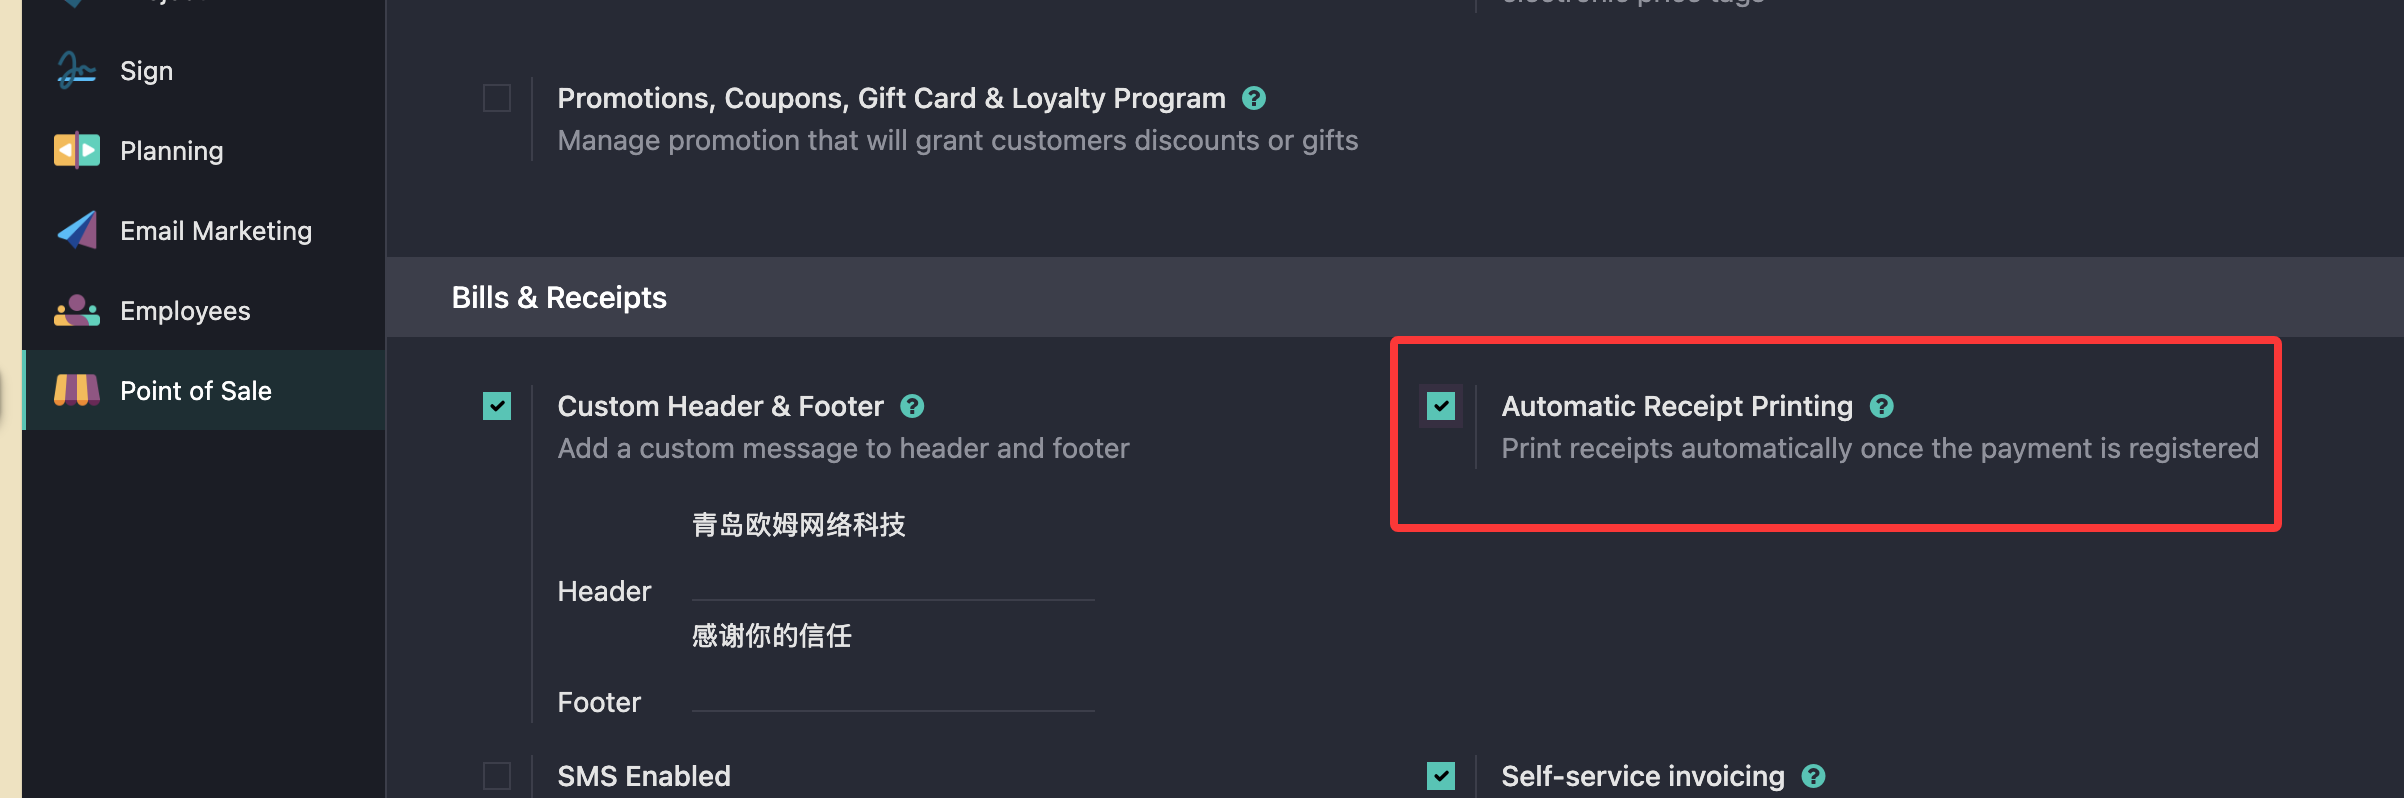 electronic price tags
Sign
Planning
Email Marketing
Employees
Point of Sale
Promotions, Coupons, Gift Card & Loyalty Program
Manage promotion that will grant customers discounts or gifts
Bills & Receipts
Custom Header & Footer
Add a custom message to header and footer
青岛欧姆网络科技
Header
感谢你的信任
Footer
Automatic Receipt Printing
Print receipts automatically once the payment is registered
SMS Enabled
Self-service invoicing